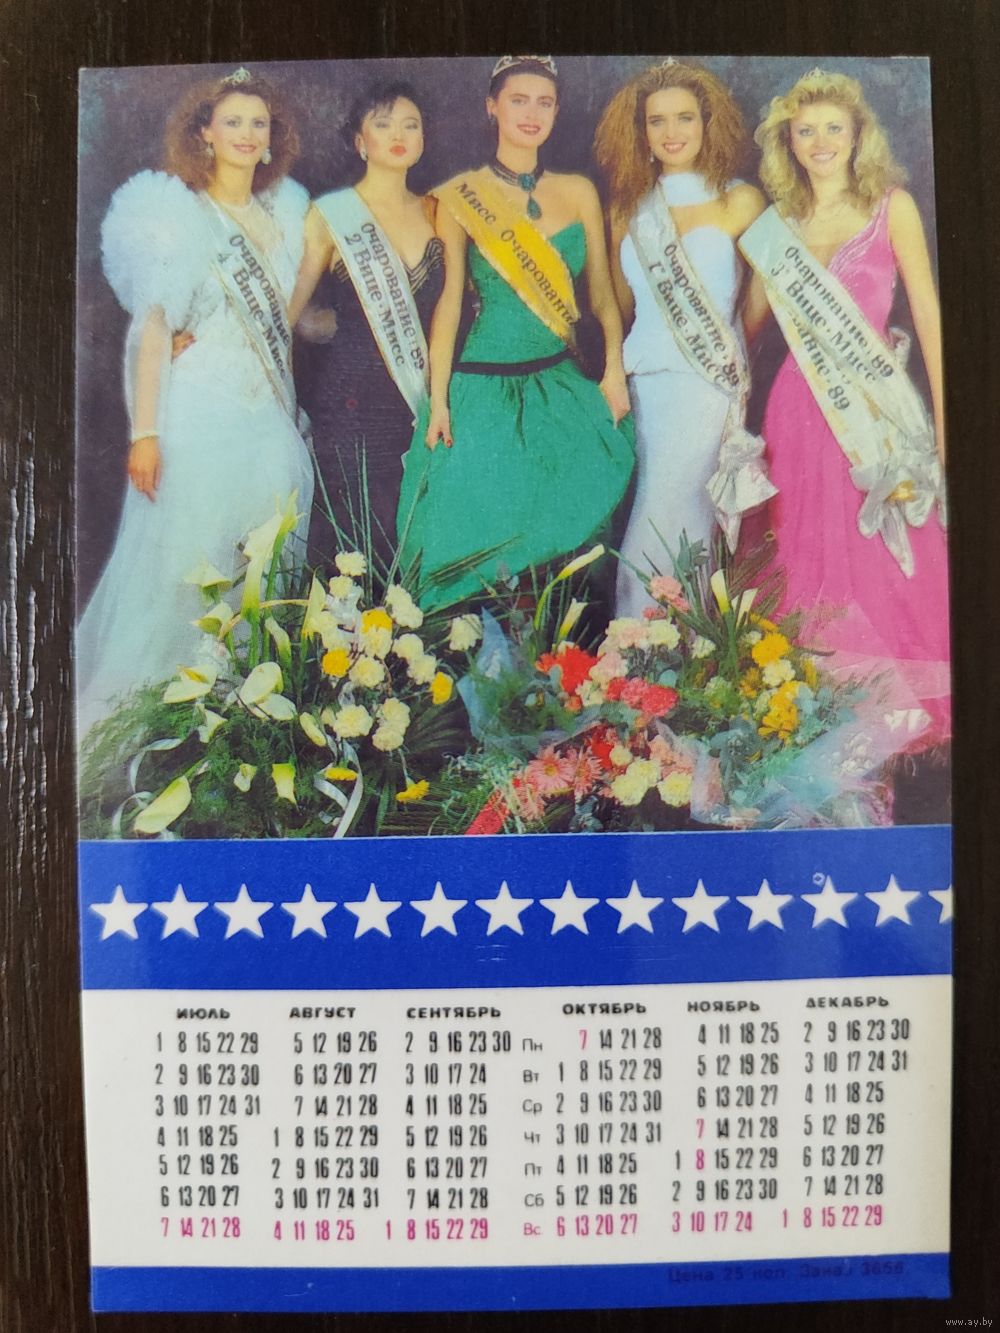 Очарование
4 Вице·Мисс
Очарование·89
2 Вице·Мисс
Мисс Очаровани
Очарование·89
1 Вице·Мисс
Очарование·89
3 Вице·Мисс
вание·89
ИЮЛЬ АВГУСТ СЕНТЯБРЬ ОКТЯБРЬ НОЯБРЬ ДЕКАБРЬ
1 8 15 22 29 5 12 19 26 2 9 16 23 30 Пн 7 14 21 28 4 11 18 25 2 9 16 23 30
2 9 16 23 30 6 13 20 27 3 10 17 24 Вт 1 8 15 22 29 5 12 19 26 3 10 17 24 31
3 10 17 24 31 7 14 21 28 4 11 18 25 Ср 2 9 16 23 30 6 13 20 27 4 11 18 25
4 11 18 25 1 8 15 22 29 5 12 19 26 Чт 3 10 17 24 31 7 14 21 28 5 12 19 26
5 12 19 26 2 9 16 23 30 6 13 20 27 Пт 4 11 18 25 1 8 15 22 29 6 13 20 27
6 13 20 27 3 10 17 24 31 7 14 21 28 Сб 5 12 19 26 2 9 16 23 30 7 14 21 28
7 14 21 28 4 11 18 25 1 8 15 22 29 Вс 6 13 20 27 3 10 17 24 1 8 15 22 29
Цена 25 коп. Заказ
www.ay.by